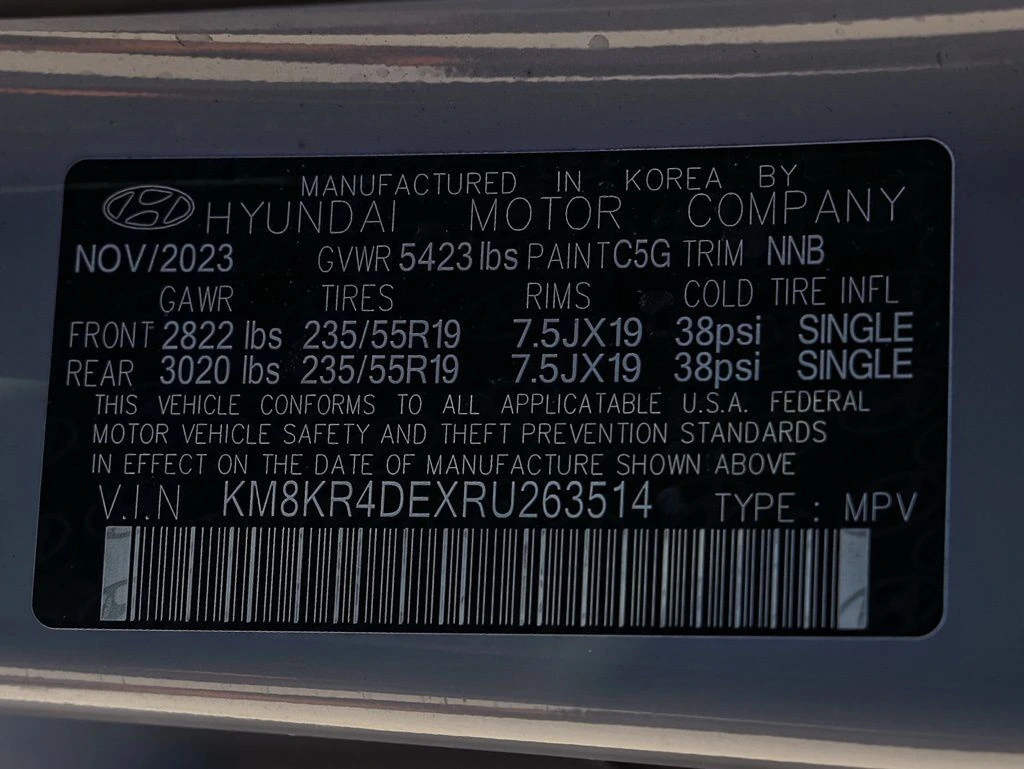 MANUFACTURED IN KOREA BY
HYUNDAI MOTOR COMPANY
NOV/2023 GVWR 5423 lbs PAINT C5G TRIM NNB
GAWR TIRES RIMS COLD TIRE INFL
FRONT 2822 lbs 235/55R19 7.5JX19 38psi SINGLE
REAR 3020 lbs 235/55R19 7.5JX19 38psi SINGLE
THIS VEHICLE CONFORMS TO ALL APPLICATABLE U.S.A. FEDERAL
MOTOR VEHICLE SAFETY AND THEFT PREVENTION STANDARDS
IN EFFECT ON THE DATE OF MANUFACTURE SHOWN ABOVE
V.I.N KM8KR4DEXRU263514 TYPE : MPV